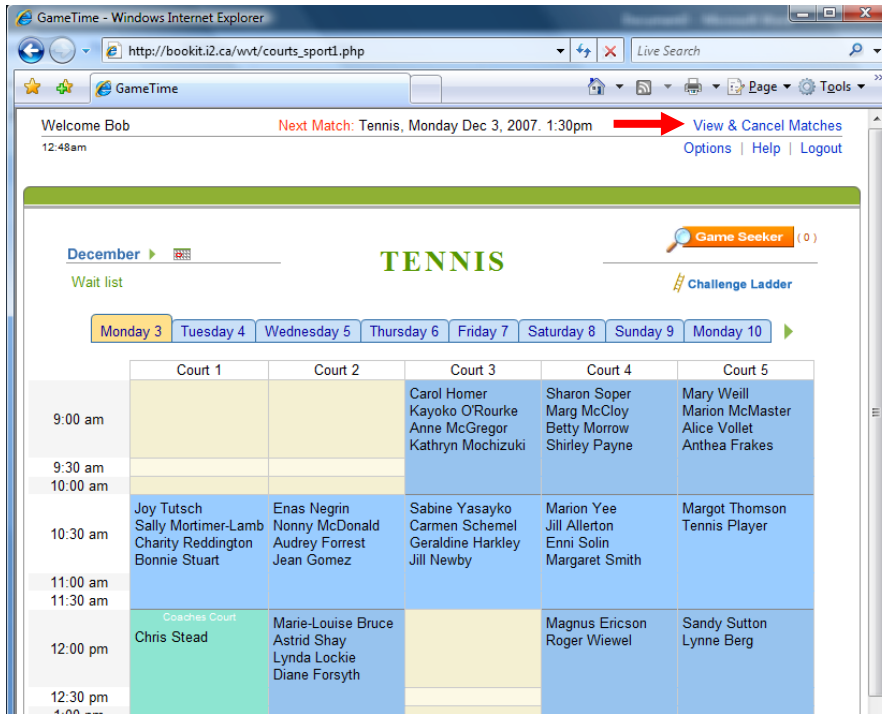 GameTime - Windows Internet Explorer
http://bookit.i2.ca/wvt/courts_sport1.php
Live Search
GameTime
Page
Tools
Welcome Bob
Next Match: Tennis, Monday Dec 3, 2007. 1:30pm
View & Cancel Matches
12:48am
Options | Help | Logout
December
TENNIS
Game Seeker (0)
Wait list
Challenge Ladder
Monday 3 Tuesday 4 Wednesday 5 Thursday 6 Friday 7 Saturday 8 Sunday 9 Monday 10
Court 1 Court 2 Court 3 Court 4 Court 5
9:00 am
Carol Homer
Kayoko O'Rourke
Anne McGregor
Kathryn Mochizuki
Sharon Soper
Marg McCloy
Betty Morrow
Shirley Payne
Mary Weill
Marion McMaster
Alice Vollet
Anthea Frakes
9:30 am
10:00 am
10:30 am
Joy Tutsch
Sally Mortimer-Lamb
Charity Reddington
Bonnie Stuart
Enas Negrin
Nonny McDonald
Audrey Forrest
Jean Gomez
Sabine Yasayko
Carmen Schemel
Geraldine Harkley
Jill Newby
Marion Yee
Jill Allerton
Enni Solin
Margaret Smith
Margot Thomson
Tennis Player
11:00 am
11:30 am
12:00 pm
Coaches Court
Chris Stead
Marie-Louise Bruce
Astrid Shay
Lynda Lockie
Diane Forsyth
Magnus Ericson
Roger Wiewel
Sandy Sutton
Lynne Berg
12:30 pm
1:00 pm